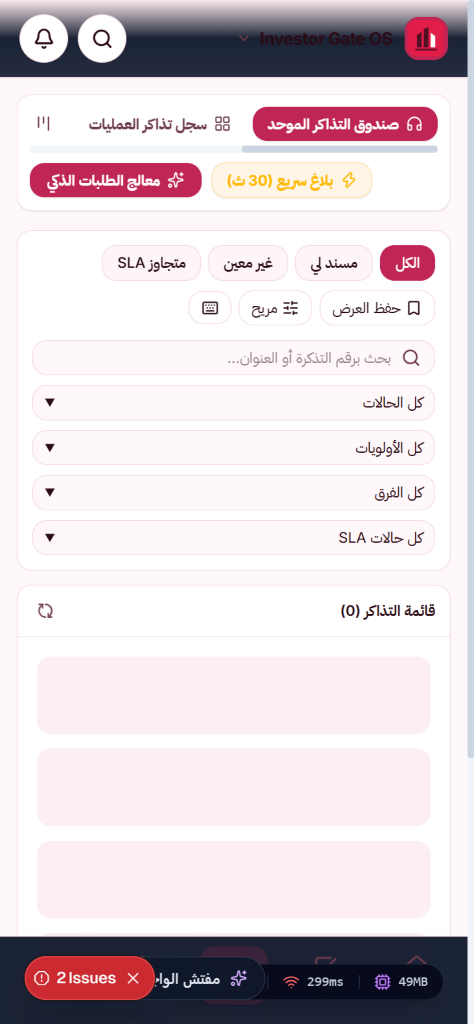 Investor Gate OS
صندوق التذاكر الموحد
سجل تذاكر العمليات
بلاغ سريع (30 ث)
معالج الطلبات الذكي
الكل
مسند لي
غير معين
متجاوز SLA
حفظ العرض
مريح
بحث برقم التذكرة أو العنوان...
كل الحالات
كل الأولويات
كل الفرق
كل حالات SLA
قائمة التذاكر (0)
2 Issues
مفتش
299ms
49MB